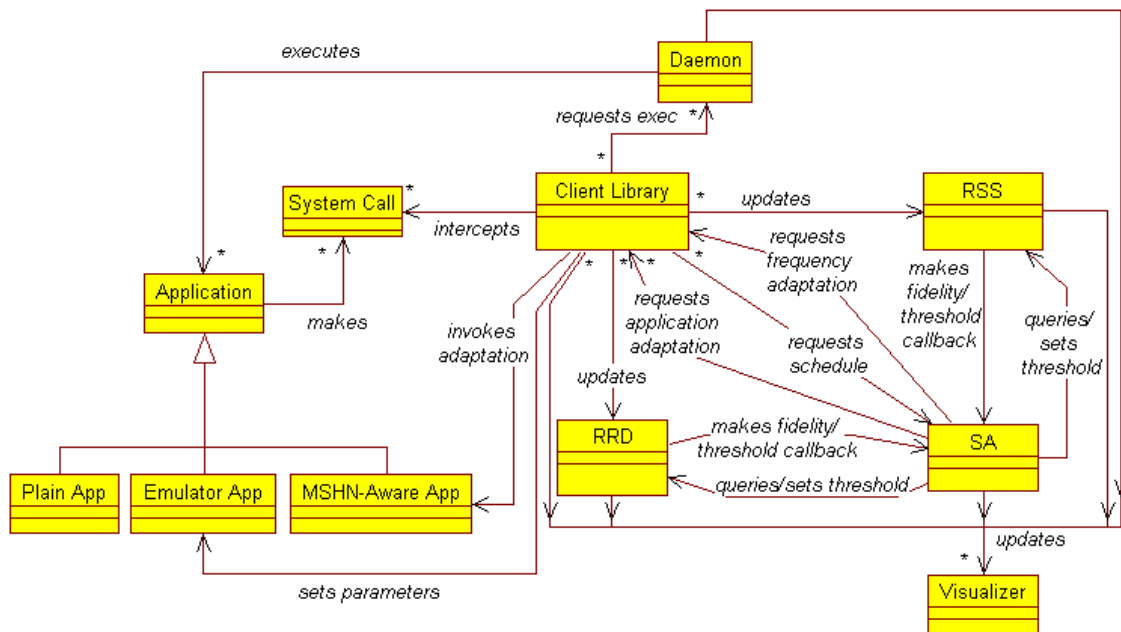 executes
Daemon
requests exec
*
*
System Call
*
Client Library
*
updates
RSS
intercepts
*
*
Application
makes
requests
frequency
adaptation
*
*
*
*
requests
application
adaptation
makes
fidelity/
threshold
callback
queries/
sets
threshold
invokes
adaptation
requests
schedule
updates
RRD
makes fidelity/
threshold callback
SA
queries/sets threshold
Plain App
Emulator App
MSHN-Aware App
updates
*
sets parameters
Visualizer